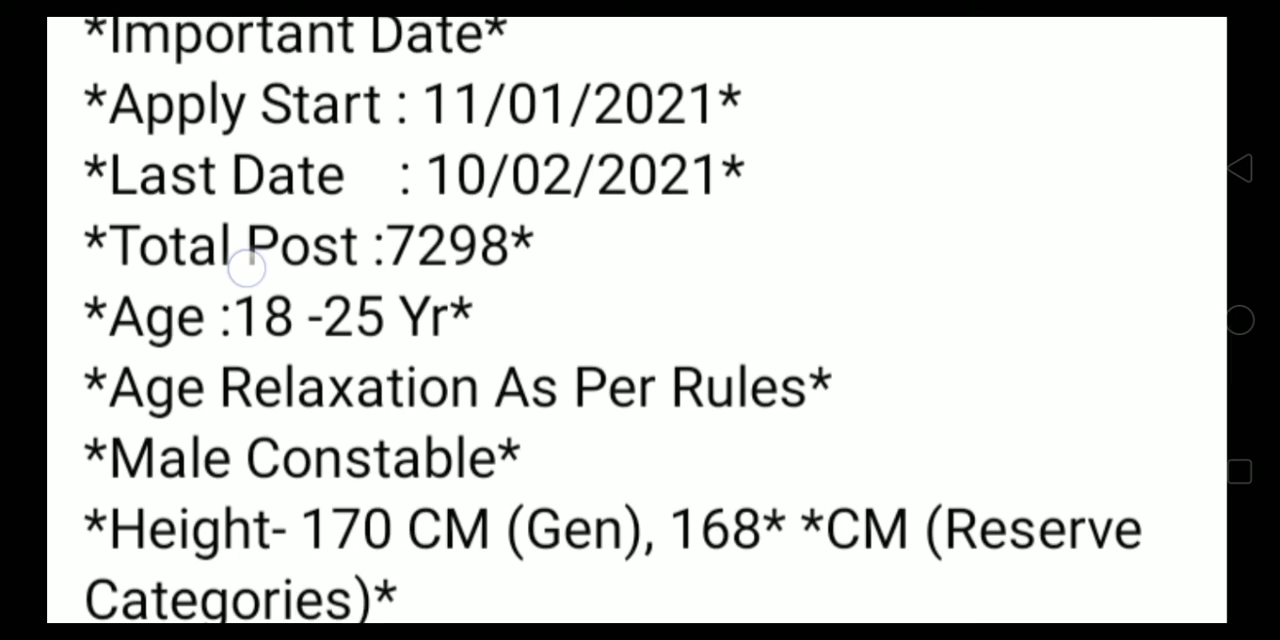 *Important Date*
*Apply Start : 11/01/2021*
*Last Date : 10/02/2021*
*Total Post :7298*
*Age :18 -25 Yr*
*Age Relaxation As Per Rules*
*Male Constable*
*Height- 170 CM (Gen), 168* *CM (Reserve
Categories)*